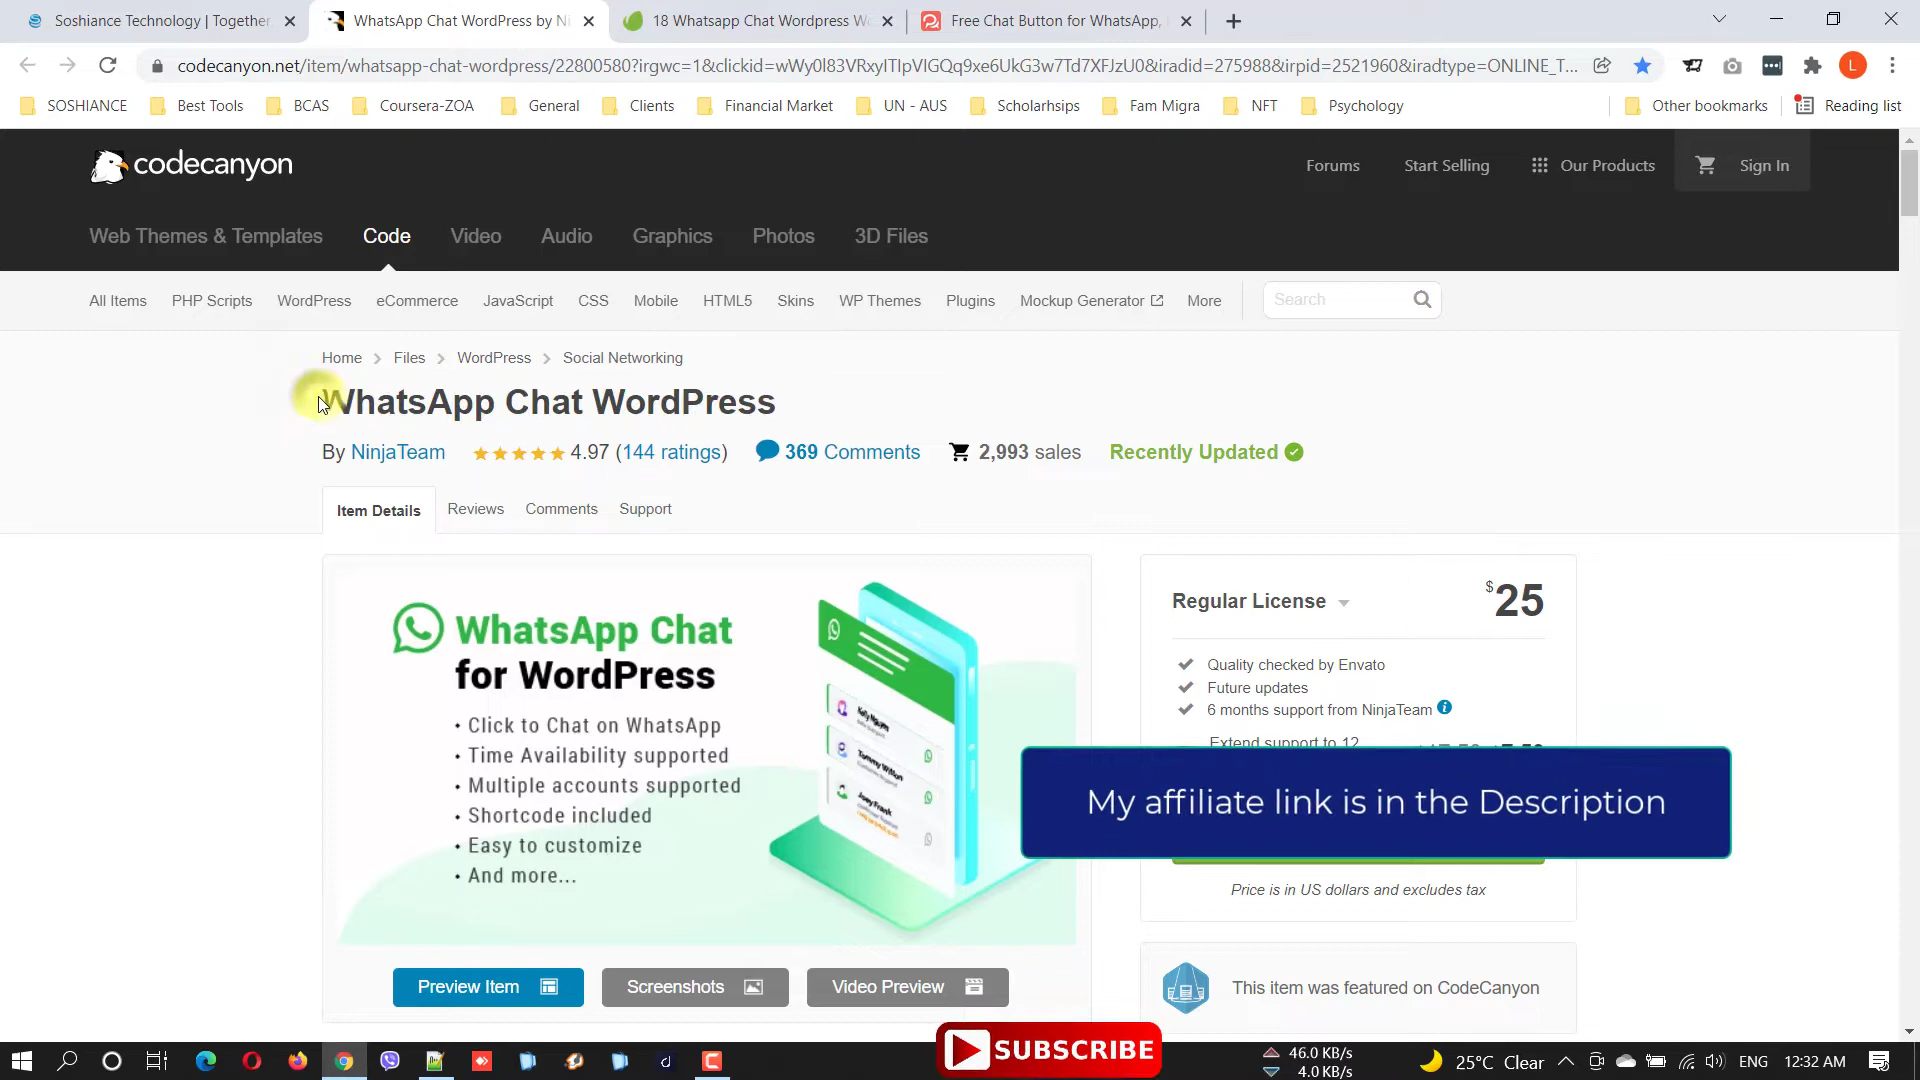 Soshiance Technology | Together
WhatsApp Chat WordPress by Ni
18 Whatsapp Chat Wordpress Wo
Free Chat Button for WhatsApp,
codecanyon.net/item/whatsapp-chat-wordpress/22800580?irgwc=1&clickid=wWy0l83VRxyITIpVIGQq9xe6UkG3w7Td7XFJzU0&iradid=275988&irpid=2521960&iradtype=ONLINE_T...
L
SOSHIANCE
Best Tools
BCAS
Coursera-ZOA
General
Clients
Financial Market
UN - AUS
Scholarhsips
Fam Migra
NFT
Psychology
Other bookmarks
Reading list
codecanyon
Forums
Start Selling
Our Products
Sign In
Web Themes & Templates
Code
Video
Audio
Graphics
Photos
3D Files
All Items
PHP Scripts
WordPress
eCommerce
JavaScript
CSS
Mobile
HTML5
Skins
WP Themes
Plugins
Mockup Generator
More
Search
Home > Files > WordPress > Social Networking
WhatsApp Chat WordPress
By NinjaTeam
4.97 (144 ratings)
369 Comments
2,993 sales
Recently Updated
Item Details
Reviews
Comments
Support
WhatsApp Chat
for WordPress
• Click to Chat on WhatsApp
• Time Availability supported
• Multiple accounts supported
• Shortcode included
• Easy to customize
• And more...
Regular License
$25
Quality checked by Envato
Future updates
6 months support from NinjaTeam
Extend support to 12
My affiliate link is in the Description
Price is in US dollars and excludes tax
Preview Item
Screenshots
Video Preview
This item was featured on CodeCanyon
SUBSCRIBE
46.0 KB/s
4.0 KB/s
25°C Clear
ENG
12:32 AM